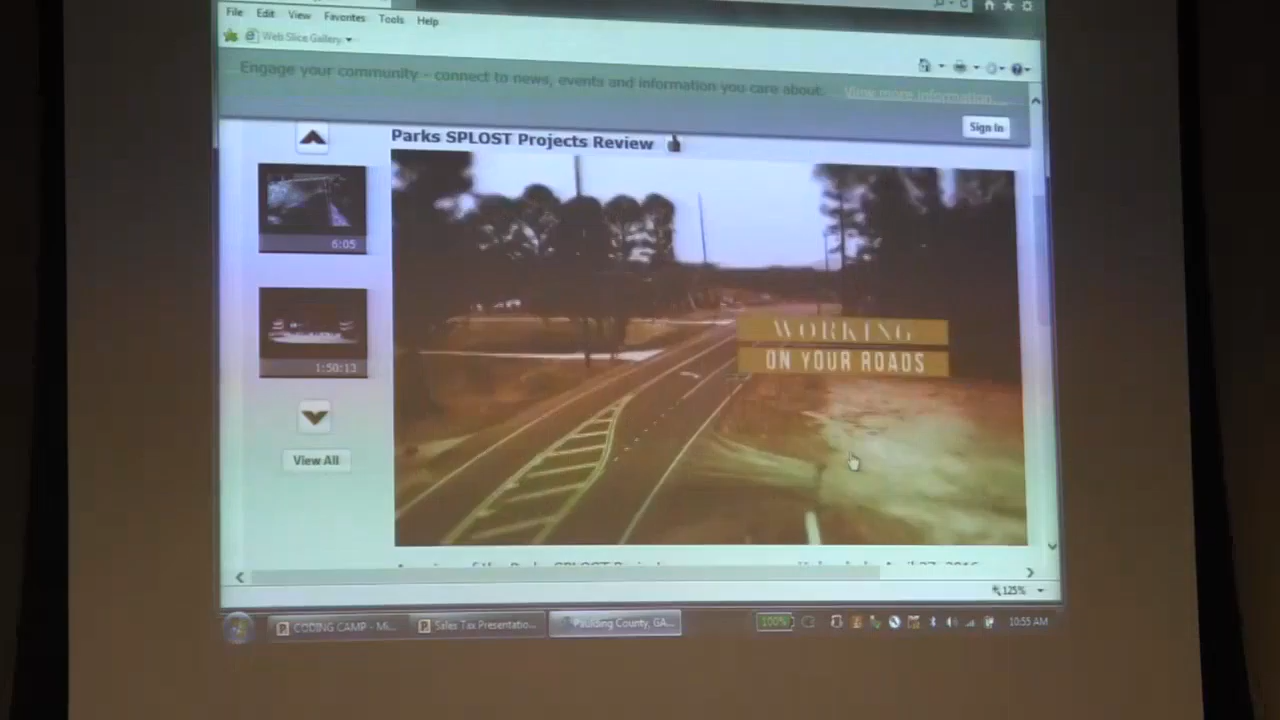 File Edit View Favorites Tools Help
Web Slice Gallery
Engage your community - connect to news, events and information you care about. View more information...
Sign In
Parks SPLOST Projects Review
6:05
1:50:13
View All
WORKING
ON YOUR ROADS
125%
CODING CAMP - Mi...
Sales Tax Presentatio...
Paulding County, GA...
100%
10:55 AM